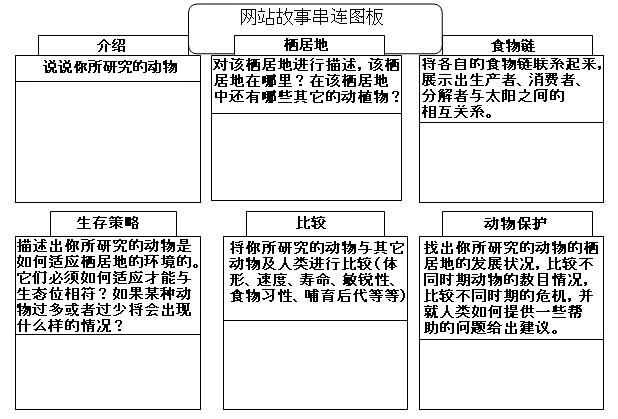 网站故事串连图板
介绍
说说你所研究的动物
栖居地
对该栖居地进行描述，该栖
居地在哪里？在该栖居地
中还有哪些其它的动植物？
食物链
将各自的食物链联系起来，
展示出生产者、消费者、
分解者与太阳之间的
相互关系。
生存策略
描述出你所研究的动物是
如何适应栖居地的环境的。
它们必须如何适应才能与
生态位相符？如果某种动
物过多或者过少将会出现
什么样的情况？
比较
将你所研究的动物与其它
动物及人类进行比较（体
形、速度、寿命、敏锐性、
食物习性、哺育后代等等）
动物保护
找出你所研究的动物的栖
居地的发展状况，比较不
同时期动物的数目情况，
比较不同时期的危机，并
就人类如何提供一些帮
助的问题给出建议。